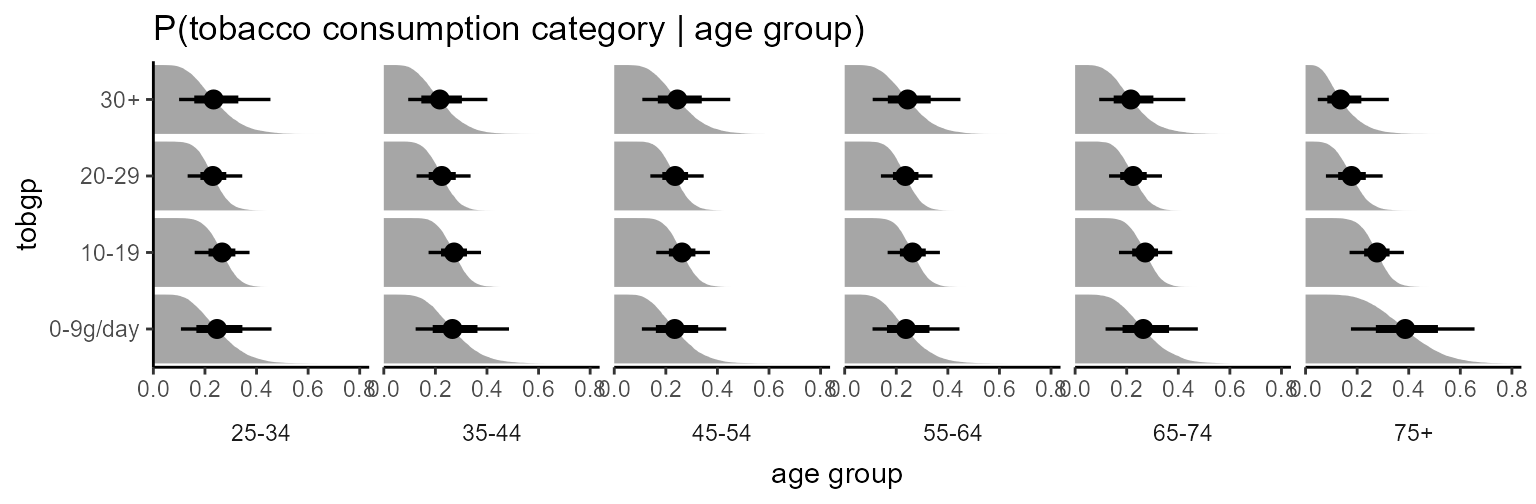 P(tobacco consumption category | age group)
tobgp
30+
20-29
10-19
0-9g/day
0.0 0.2 0.4 0.6 0.8 0.0 0.2 0.4 0.6 0.8 0.0 0.2 0.4 0.6 0.8 0.0 0.2 0.4 0.6 0.8 0.0 0.2 0.4 0.6 0.8 0.0 0.2 0.4 0.6 0.8
25-34 35-44 45-54 55-64 65-74 75+
age group